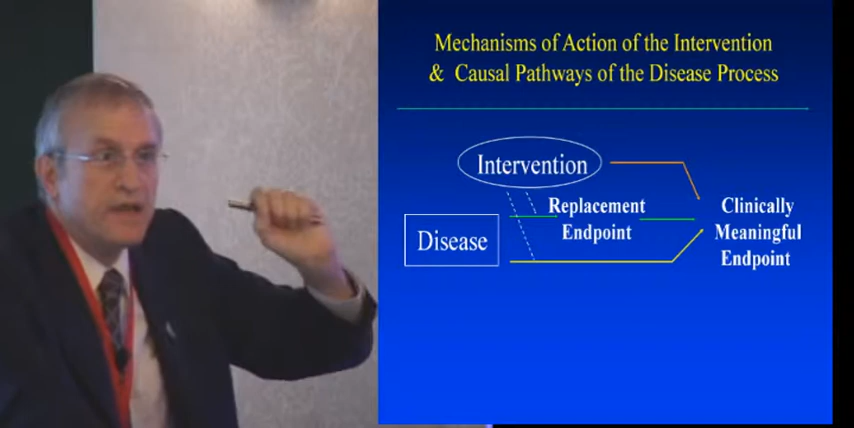 Mechanisms of Action of the Intervention
& Causal Pathways of the Disease Process
Intervention
Replacement
Endpoint
Clinically
Meaningful
Endpoint
Disease